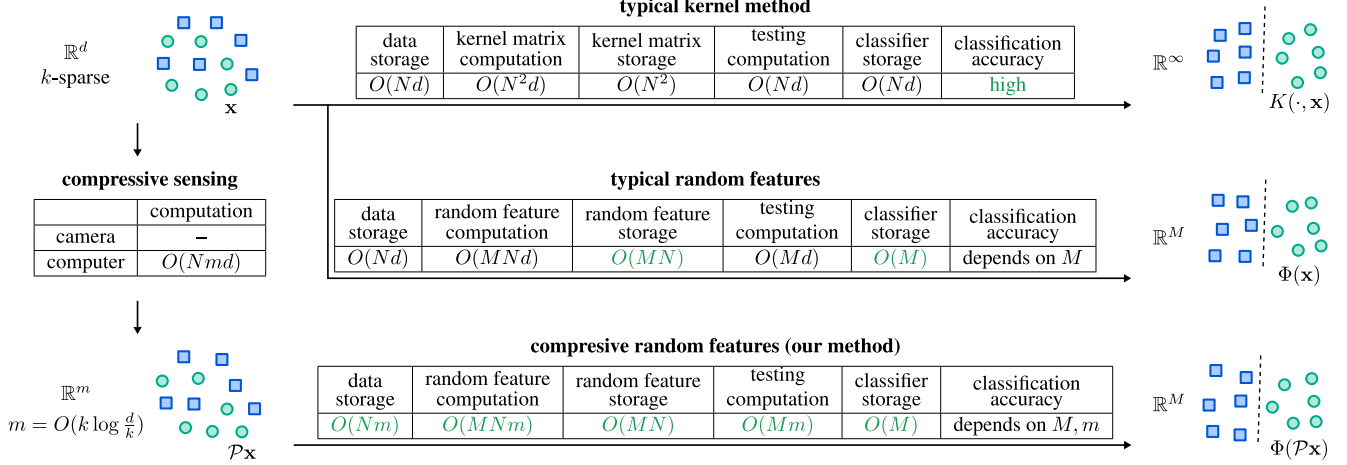 typical kernel method
ℝ^d
k-sparse
x
data storage | kernel matrix computation | kernel matrix storage | testing computation | classifier storage | classification accuracy
O(Nd) | O(N²d) | O(N²) | O(Nd) | O(Nd) | high
ℝ^∞
K(·, x)
compressive sensing
computation
camera | –
computer | O(Nmd)
typical random features
data storage | random feature computation | random feature storage | testing computation | classifier storage | classification accuracy
O(Nd) | O(MNd) | O(MN) | O(Md) | O(M) | depends on M
ℝ^M
Φ(x)
compresive random features (our method)
ℝ^m
m = O(k log d/k)
𝒫x
data storage | random feature computation | random feature storage | testing computation | classifier storage | classification accuracy
O(Nm) | O(MNm) | O(MN) | O(Mm) | O(M) | depends on M, m
ℝ^M
Φ(𝒫x)